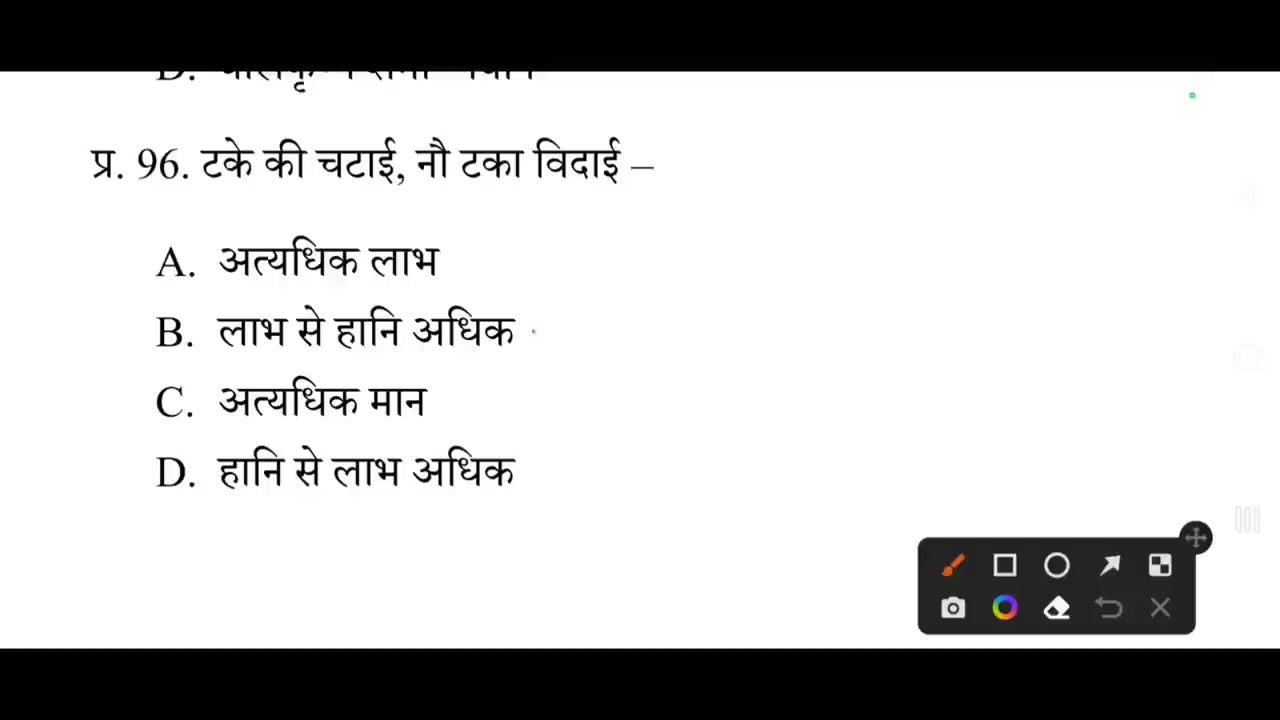 प्र. 96. टके की चटाई, नौ टका विदाई –
A. अत्यधिक लाभ
B. लाभ से हानि अधिक
C. अत्यधिक मान
D. हानि से लाभ अधिक